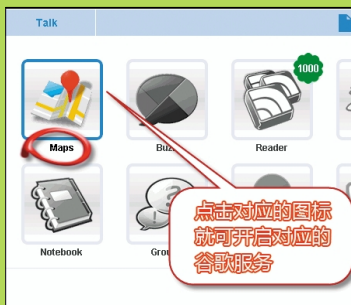 Talk
1000
Maps
Buz
Reader
点击对应的图标
就可开启对应的
谷歌服务
Notebook
Grou